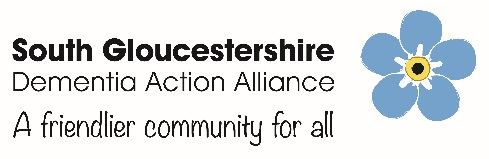 South Gloucestershire
Dementia Action Alliance
A friendlier community for all